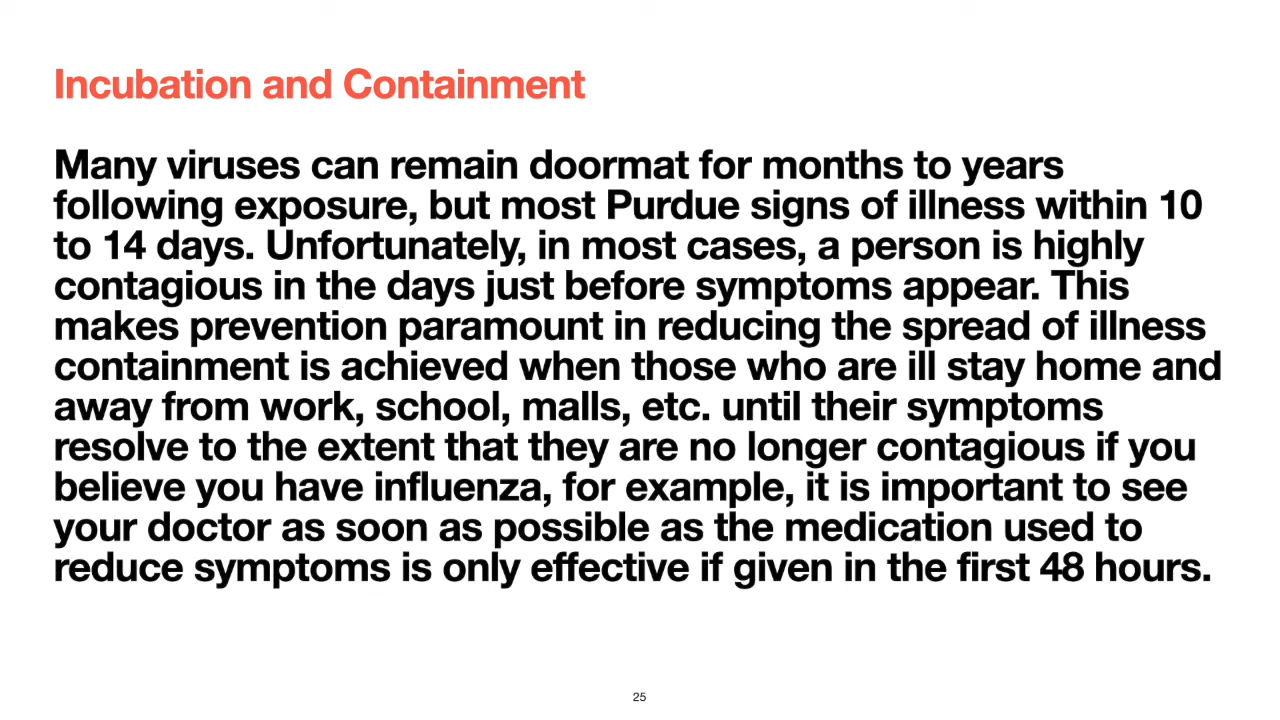 Incubation and Containment
Many viruses can remain doormat for months to years
following exposure, but most Purdue signs of illness within 10
to 14 days. Unfortunately, in most cases, a person is highly
contagious in the days just before symptoms appear. This
makes prevention paramount in reducing the spread of illness
containment is achieved when those who are ill stay home and
away from work, school, malls, etc. until their symptoms
resolve to the extent that they are no longer contagious if you
believe you have influenza, for example, it is important to see
your doctor as soon as possible as the medication used to
reduce symptoms is only effective if given in the first 48 hours.
25